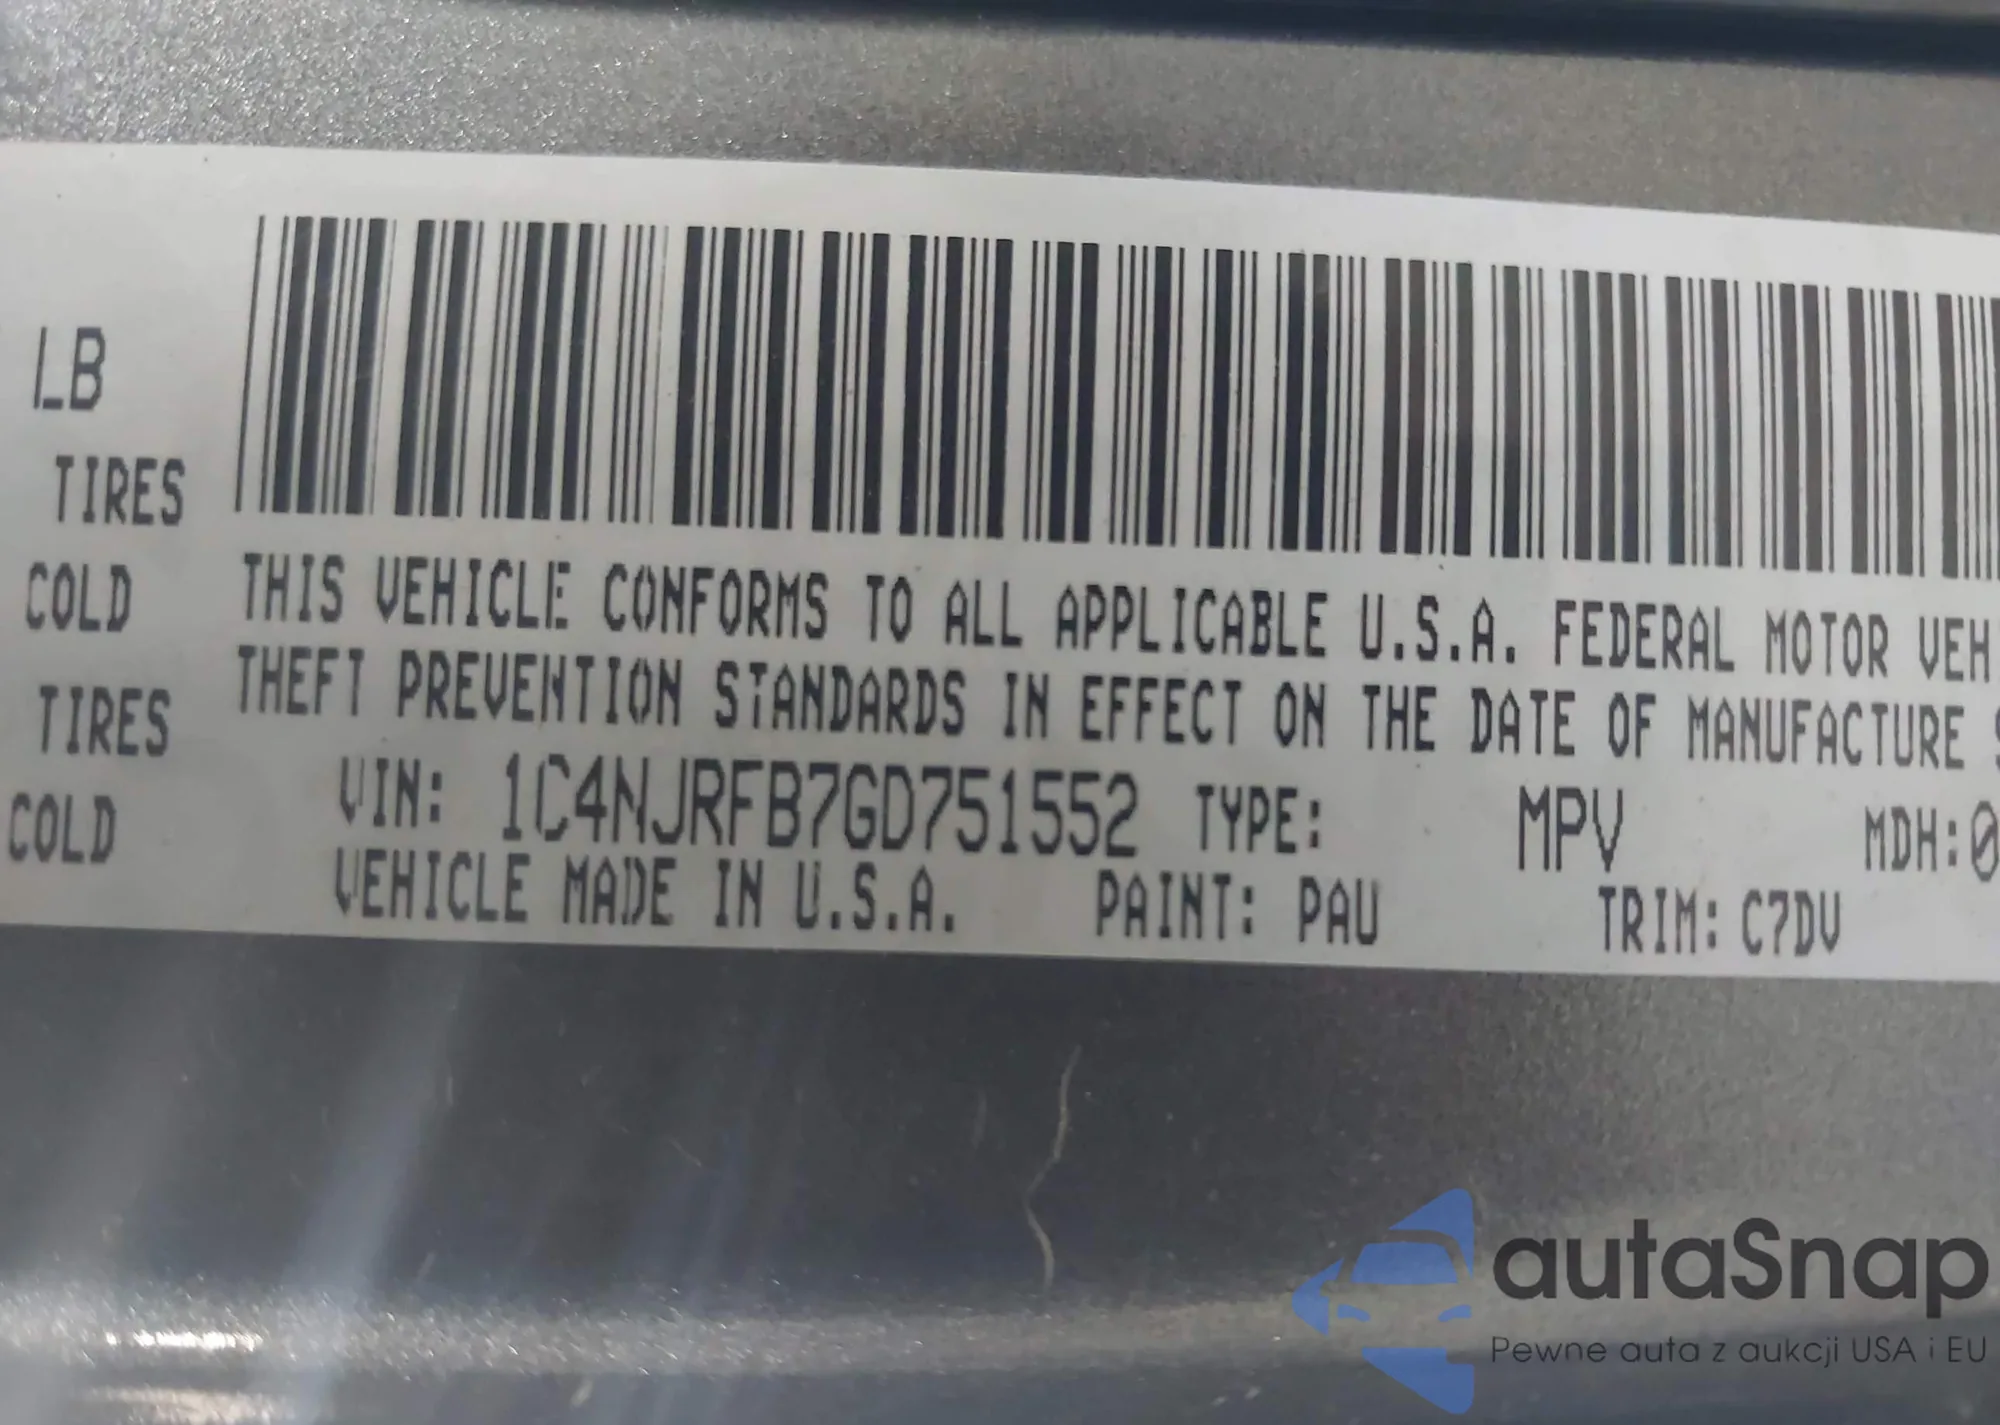 LB
TIRES
COLD
TIRES
COLD
THIS VEHICLE CONFORMS TO ALL APPLICABLE U.S.A. FEDERAL MOTOR VEH
THEFT PREVENTION STANDARDS IN EFFECT ON THE DATE OF MANUFACTURE S
VIN: 1C4NJRFB7GD751552 TYPE: MPV MDH:0
VEHICLE MADE IN U.S.A. PAINT: PAU TRIM: C7DV
autaSnap
Pewne auta z aukcji USA i EU